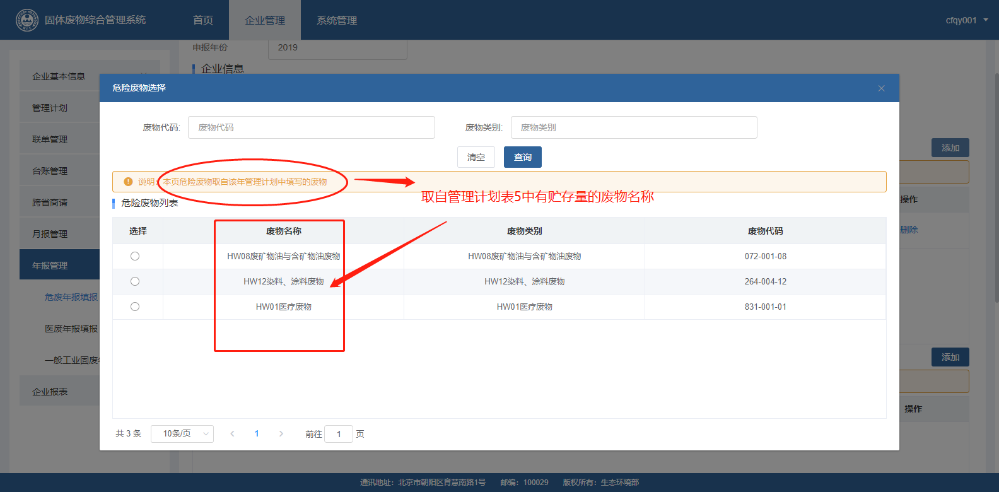 固体废物综合管理系统
首页
企业管理
系统管理
cfqy001
申报年份
2019
企业信息
企业基本信息
管理计划
联单管理
台账管理
跨省商请
月报管理
年报管理
危废年报填报
医废年报填报
一般工业固废
企业报表
危险废物选择
废物代码:
废物代码
废物类别:
废物类别
清空
查询
说明：本页危险废物取自该年管理计划中填写的废物
取自管理计划表5中有贮存量的废物名称
危险废物列表
选择
废物名称
废物类别
废物代码
HW08废矿物油与含矿物油废物
HW08废矿物油与含矿物油废物
072-001-08
HW12染料、涂料废物
HW12染料、涂料废物
264-004-12
HW01医疗废物
HW01医疗废物
831-001-01
共 3 条
10条/页
1
前往
1
页
添加
操作
删除
添加
操作
通讯地址：北京市朝阳区育慧南路1号
邮编：100029
版权所有：生态环境部